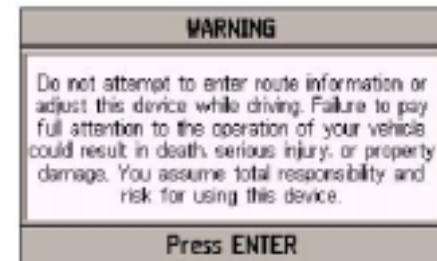 WARNING
Do not attempt to enter route information or
adjust this device while driving. Failure to pay
full attention to the operation of your vehicle
could result in death, serious injury, or property
damage. You assume total responsibility and
risk for using this device.
Press ENTER